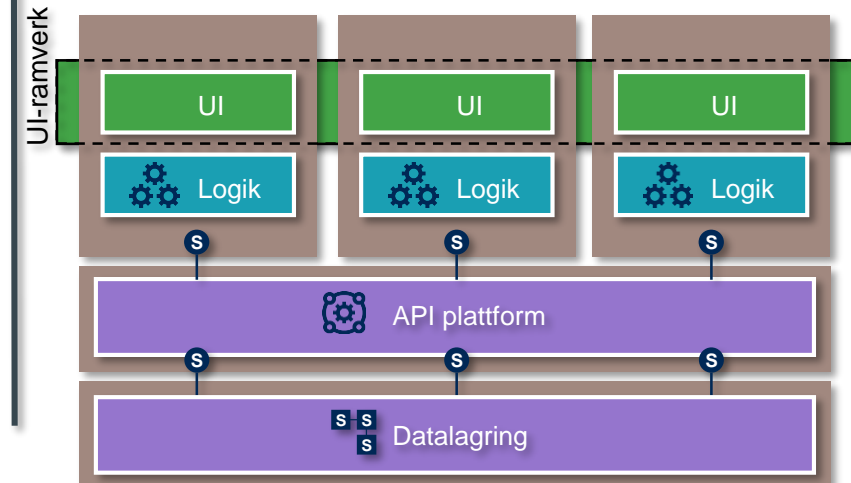 UI-ramverk
UI
UI
UI
Logik
Logik
Logik
S
S
S
API plattform
S
S
S
S S
S
Datalagring